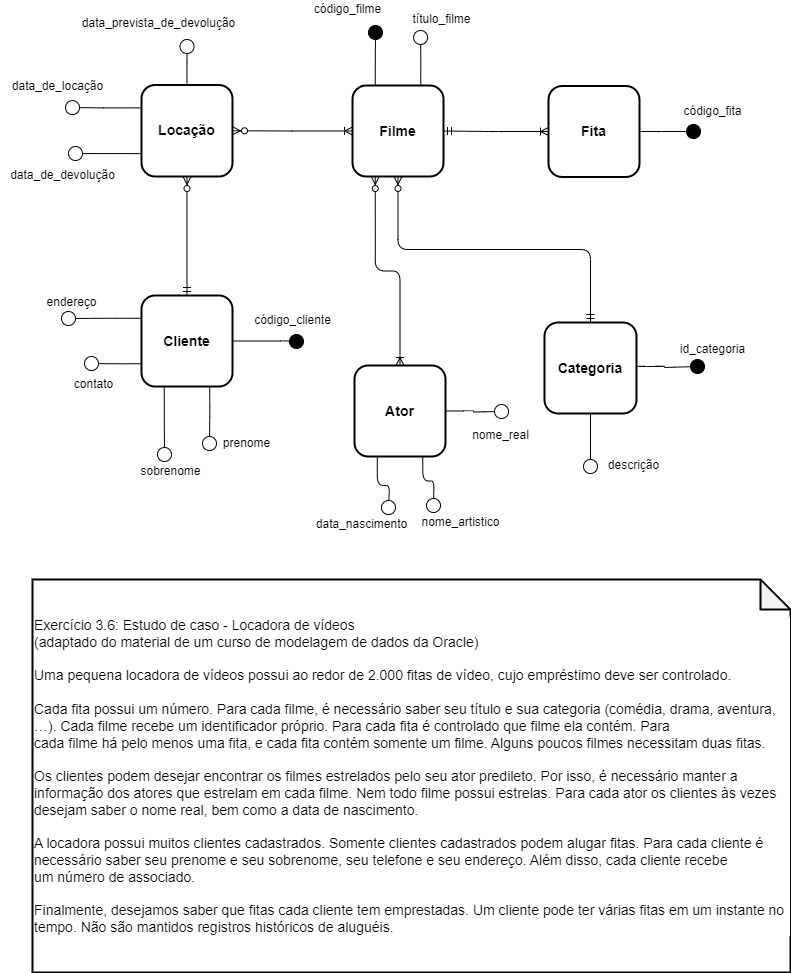 código_filme
título_filme
data_prevista_de_devolução
data_de_locação
código_fita
Locação
Filme
Fita
data_de_devolução
endereço
código_cliente
Cliente
id_categoria
Categoria
contato
Ator
nome_real
prenome
sobrenome
descrição
data_nascimento
nome_artistico
Exercício 3.6: Estudo de caso - Locadora de vídeos
(adaptado do material de um curso de modelagem de dados da Oracle)
Uma pequena locadora de vídeos possui ao redor de 2.000 fitas de vídeo, cujo empréstimo deve ser controlado.
Cada fita possui um número. Para cada filme, é necessário saber seu título e sua categoria (comédia, drama, aventura,
…). Cada filme recebe um identificador próprio. Para cada fita é controlado que filme ela contém. Para
cada filme há pelo menos uma fita, e cada fita contém somente um filme. Alguns poucos filmes necessitam duas fitas.
Os clientes podem desejar encontrar os filmes estrelados pelo seu ator predileto. Por isso, é necessário manter a
informação dos atores que estrelam em cada filme. Nem todo filme possui estrelas. Para cada ator os clientes às vezes
desejam saber o nome real, bem como a data de nascimento.
A locadora possui muitos clientes cadastrados. Somente clientes cadastrados podem alugar fitas. Para cada cliente é
necessário saber seu prenome e seu sobrenome, seu telefone e seu endereço. Além disso, cada cliente recebe
um número de associado.
Finalmente, desejamos saber que fitas cada cliente tem emprestadas. Um cliente pode ter várias fitas em um instante no
tempo. Não são mantidos registros históricos de aluguéis.